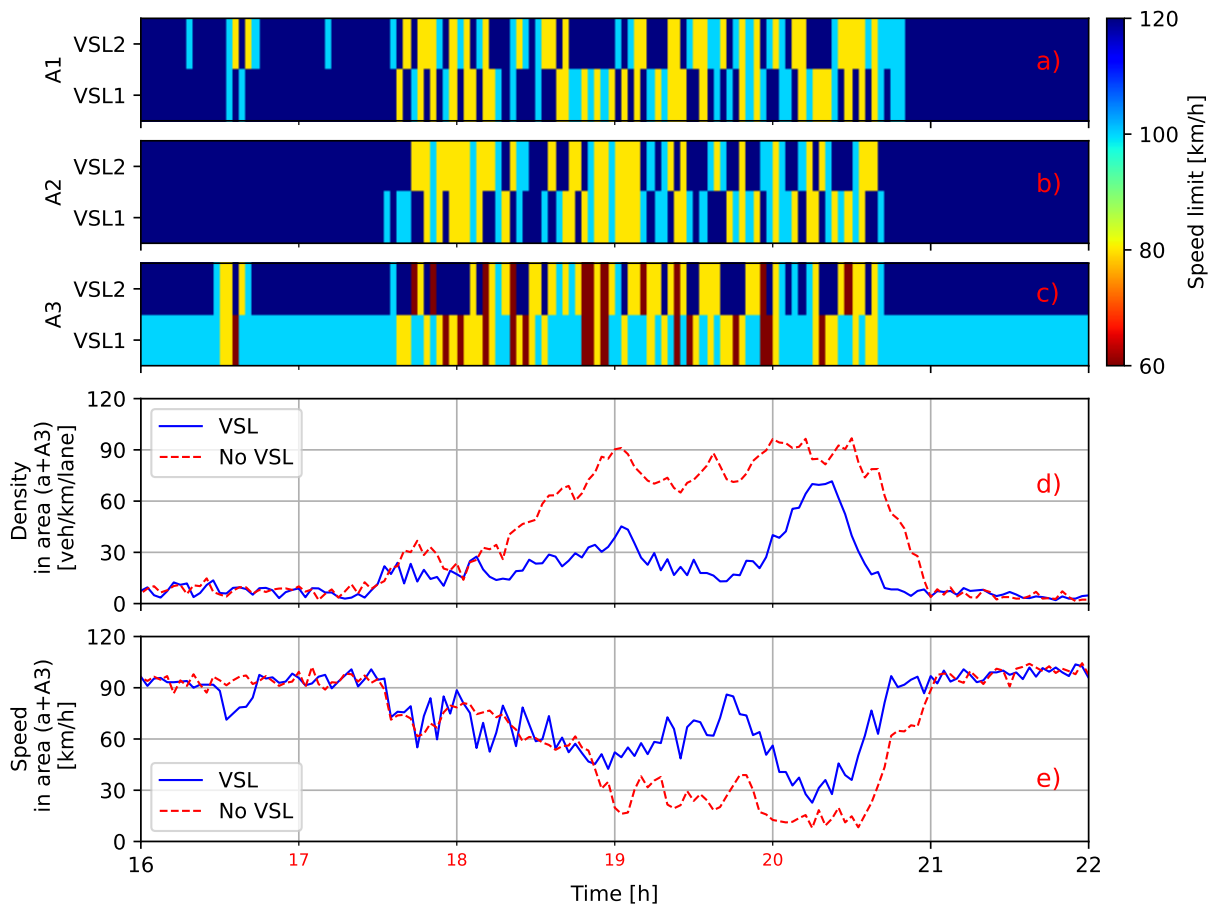 A1
VSL2
VSL1
a)
A2
VSL2
VSL1
b)
A3
VSL2
VSL1
c)
120
100
80
60
Speed limit [km/h]
Density
in area (a+A3)
[veh/km/lane]
120
90
60
30
0
VSL
No VSL
d)
Speed
in area (a+A3)
[km/h]
120
90
60
30
0
VSL
No VSL
e)
16 17 18 19 20 21 22
Time [h]